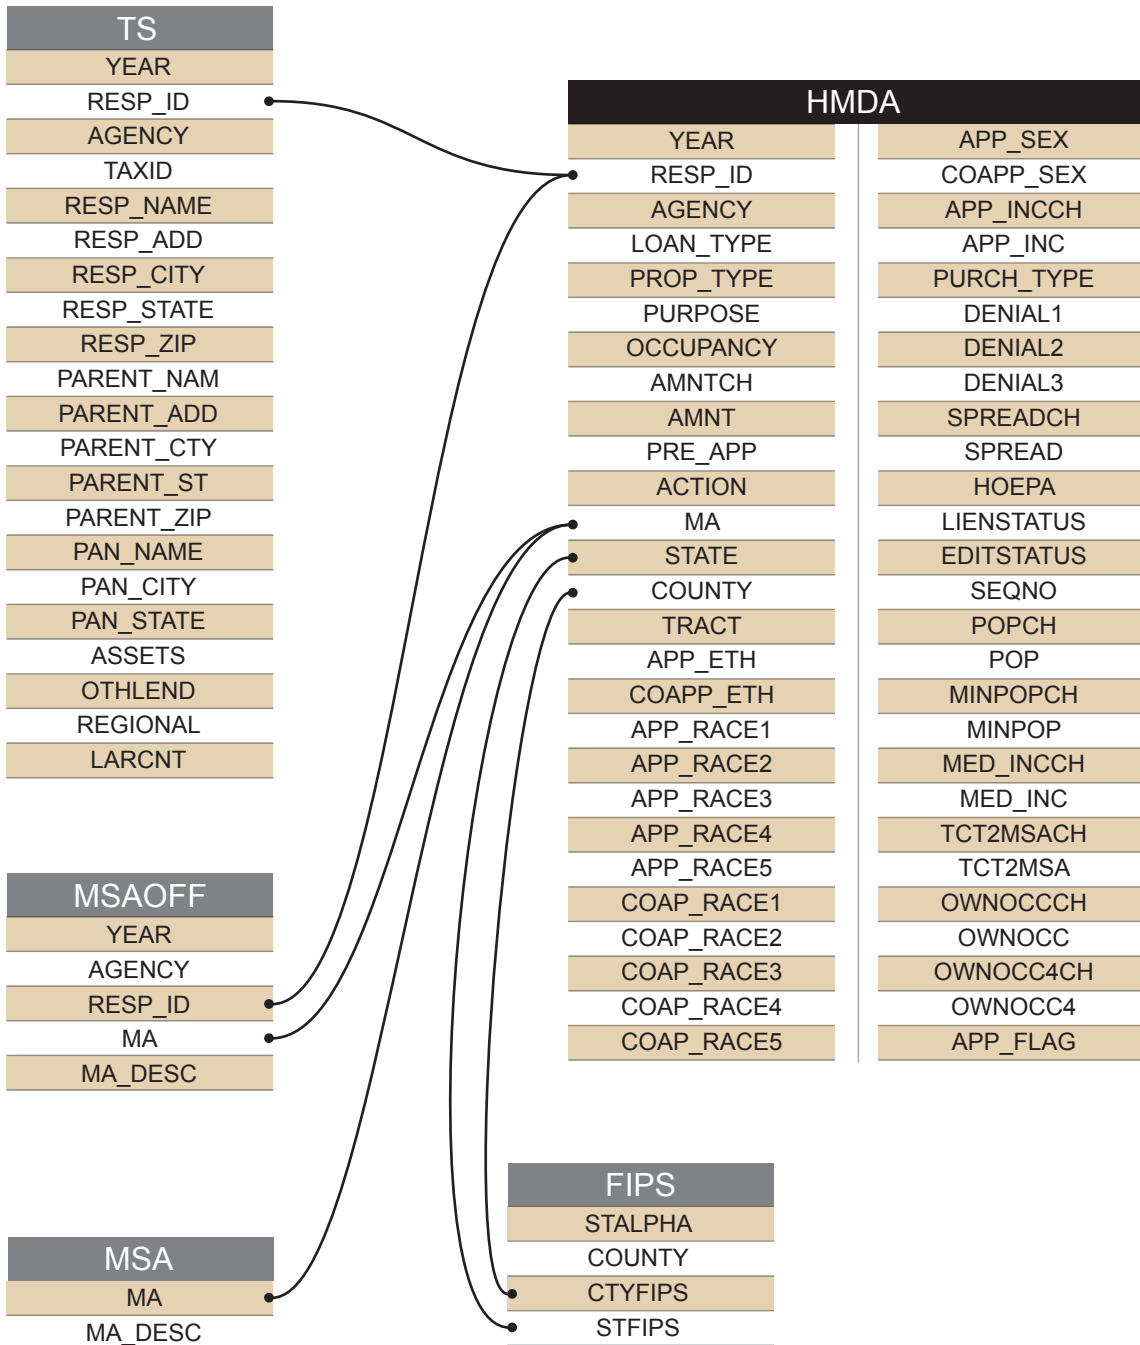 TS
YEAR
RESP_ID
AGENCY
TAXID
RESP_NAME
RESP_ADD
RESP_CITY
RESP_STATE
RESP_ZIP
PARENT_NAM
PARENT_ADD
PARENT_CTY
PARENT_ST
PARENT_ZIP
PAN_NAME
PAN_CITY
PAN_STATE
ASSETS
OTHLEND
REGIONAL
LARCNT
MSAOFF
YEAR
AGENCY
RESP_ID
MA
MA_DESC
MSA
MA
MA_DESC
HMDA
YEAR
RESP_ID
AGENCY
LOAN_TYPE
PROP_TYPE
PURPOSE
OCCUPANCY
AMNTCH
AMNT
PRE_APP
ACTION
MA
STATE
COUNTY
TRACT
APP_ETH
COAPP_ETH
APP_RACE1
APP_RACE2
APP_RACE3
APP_RACE4
APP_RACE5
COAP_RACE1
COAP_RACE2
COAP_RACE3
COAP_RACE4
COAP_RACE5
APP_SEX
COAPP_SEX
APP_INCCH
APP_INC
PURCH_TYPE
DENIAL1
DENIAL2
DENIAL3
SPREADCH
SPREAD
HOEPA
LIENSTATUS
EDITSTATUS
SEQNO
POPCH
POP
MINPOPCH
MINPOP
MED_INCCH
MED_INC
TCT2MSACH
TCT2MSA
OWNOCCCH
OWNOCC
OWNOCC4CH
OWNOCC4
APP_FLAG
FIPS
STALPHA
COUNTY
CTYFIPS
STFIPS